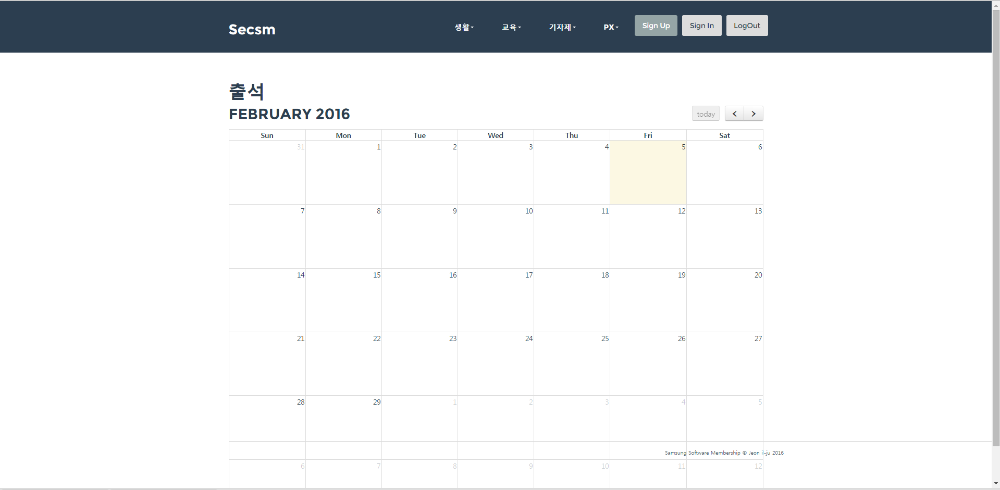 Secsm 생활 교육 기자제 PX Sign Up Sign In LogOut
출석
FEBRUARY 2016 today
Sun Mon Tue Wed Thu Fri Sat
31 1 2 3 4 5 6
7 8 9 10 11 12 13
14 15 16 17 18 19 20
21 22 23 24 25 26 27
28 29 1 2 3 4 5
Samsung Software Membership © Jeon il-ju 2016
6 7 8 9 10 11 12